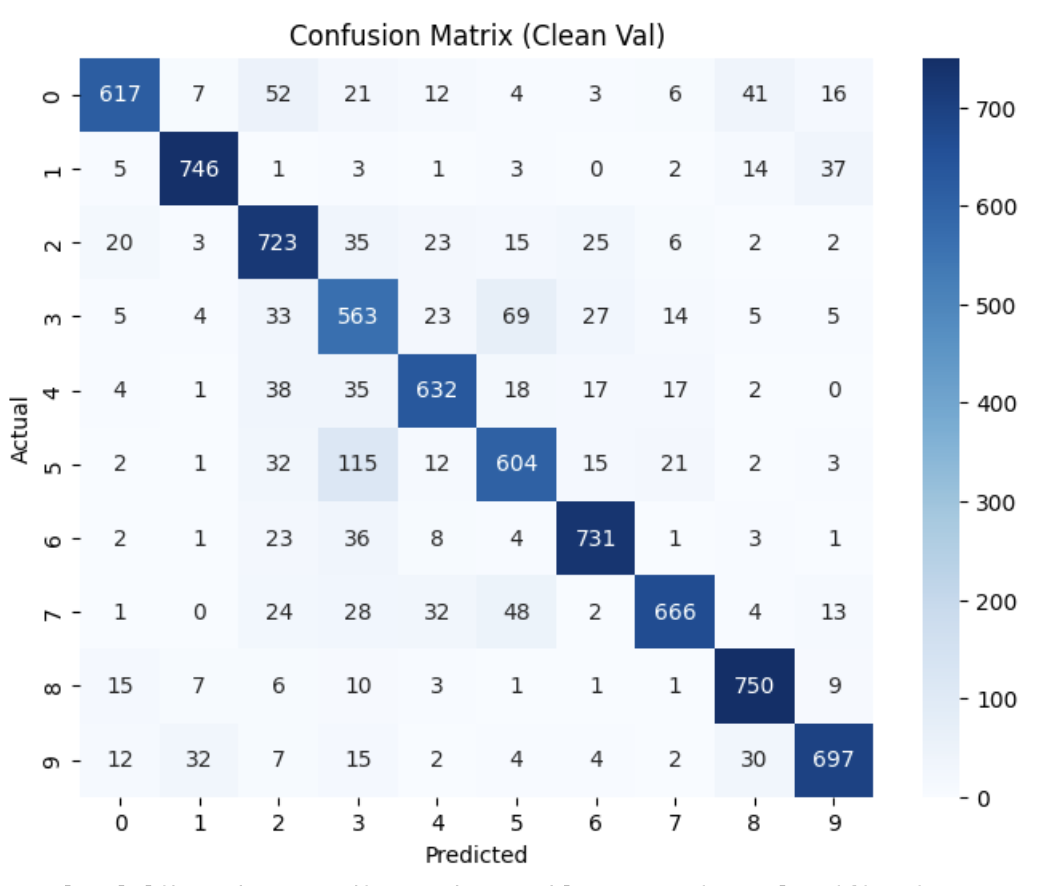 Confusion Matrix (Clean Val)
0 617 7 52 21 12 4 3 6 41 16
1 5 746 1 3 1 3 0 2 14 37
2 20 3 723 35 23 15 25 6 2 2
3 5 4 33 563 23 69 27 14 5 5
4 4 1 38 35 632 18 17 17 2 0
5 2 1 32 115 12 604 15 21 2 3
6 2 1 23 36 8 4 731 1 3 1
7 1 0 24 28 32 48 2 666 4 13
8 15 7 6 10 3 1 1 1 750 9
9 12 32 7 15 2 4 4 2 30 697
0 1 2 3 4 5 6 7 8 9
Predicted
Actual
700
600
500
400
300
200
100
0